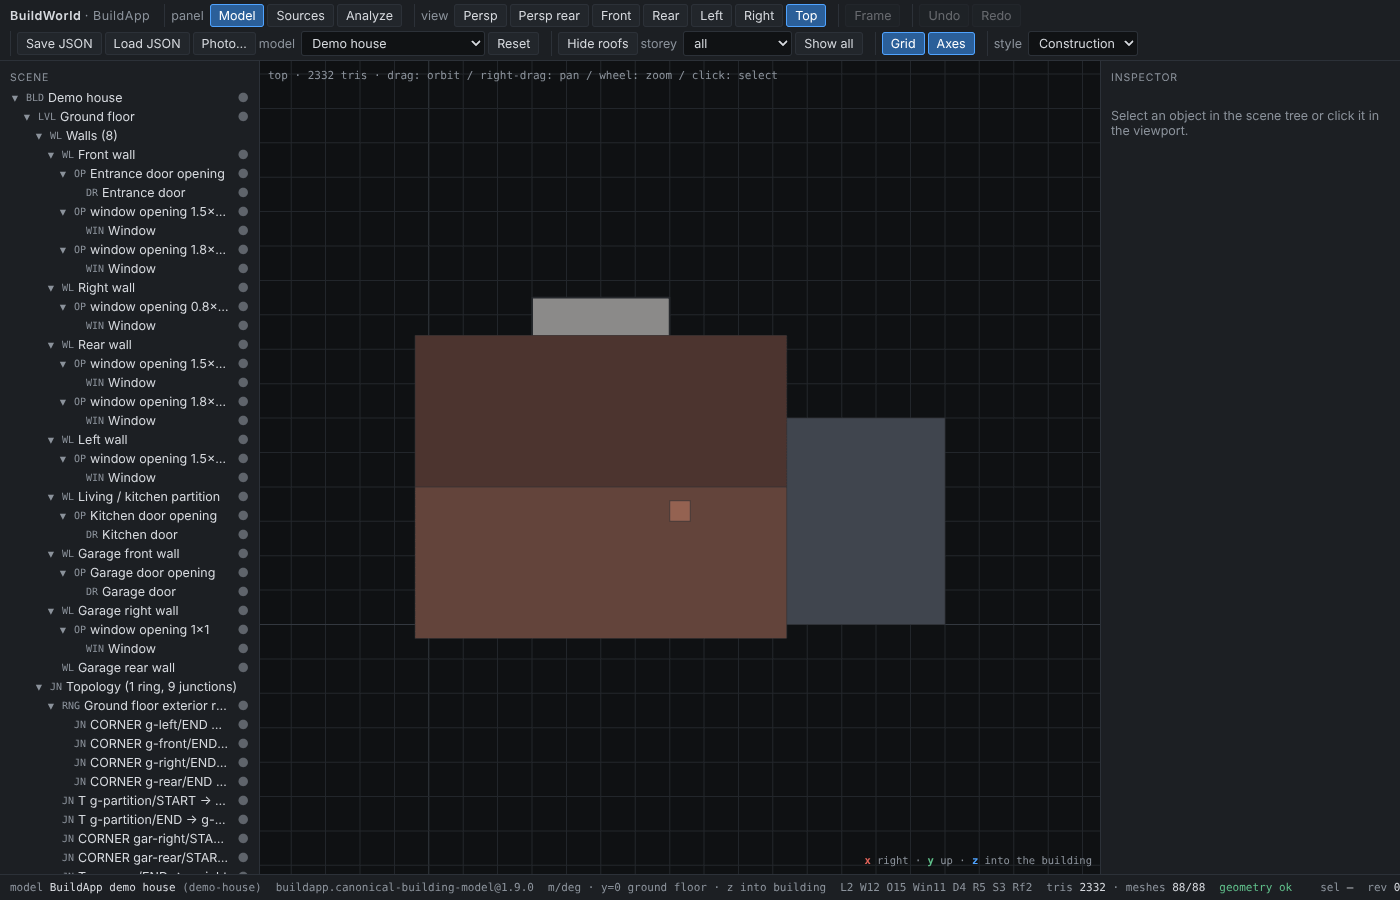 BuildWorld · BuildApp panel Model Sources Analyze view Persp Persp rear Front Rear Left Right Top Frame Undo Redo
Save JSON Load JSON Photo... model Demo house Reset Hide roofs storey all Show all Grid Axes style Construction
SCENE
▼ BLD Demo house
▼ LVL Ground floor
▼ WL Walls (8)
▼ WL Front wall
▼ OP Entrance door opening
DR Entrance door
▼ OP window opening 1.5×...
WIN Window
▼ OP window opening 1.8×...
WIN Window
▼ WL Right wall
▼ OP window opening 0.8×...
WIN Window
▼ WL Rear wall
▼ OP window opening 1.5×...
WIN Window
▼ OP window opening 1.8×...
WIN Window
▼ WL Left wall
▼ OP window opening 1.5×...
WIN Window
▼ WL Living / kitchen partition
▼ OP Kitchen door opening
DR Kitchen door
▼ WL Garage front wall
▼ OP Garage door opening
DR Garage door
▼ WL Garage right wall
▼ OP window opening 1×1
WIN Window
WL Garage rear wall
▼ JN Topology (1 ring, 9 junctions)
▼ RNG Ground floor exterior r...
JN CORNER g-left/END ...
JN CORNER g-front/END...
JN CORNER g-right/END...
JN CORNER g-rear/END ...
JN T g-partition/START → ...
JN T g-partition/END → g-...
JN CORNER gar-right/STA...
JN CORNER gar-rear/STAR...
top · 2332 tris · drag: orbit / right-drag: pan / wheel: zoom / click: select
x right · y up · z into the building
INSPECTOR
Select an object in the scene tree or click it in
the viewport.
model BuildApp demo house (demo-house) buildapp.canonical-building-model@1.9.0 m/deg · y=0 ground floor · z into building L2 W12 O15 Win11 D4 R5 S3 Rf2 tris 2332 · meshes 88/88 geometry ok sel — rev 0